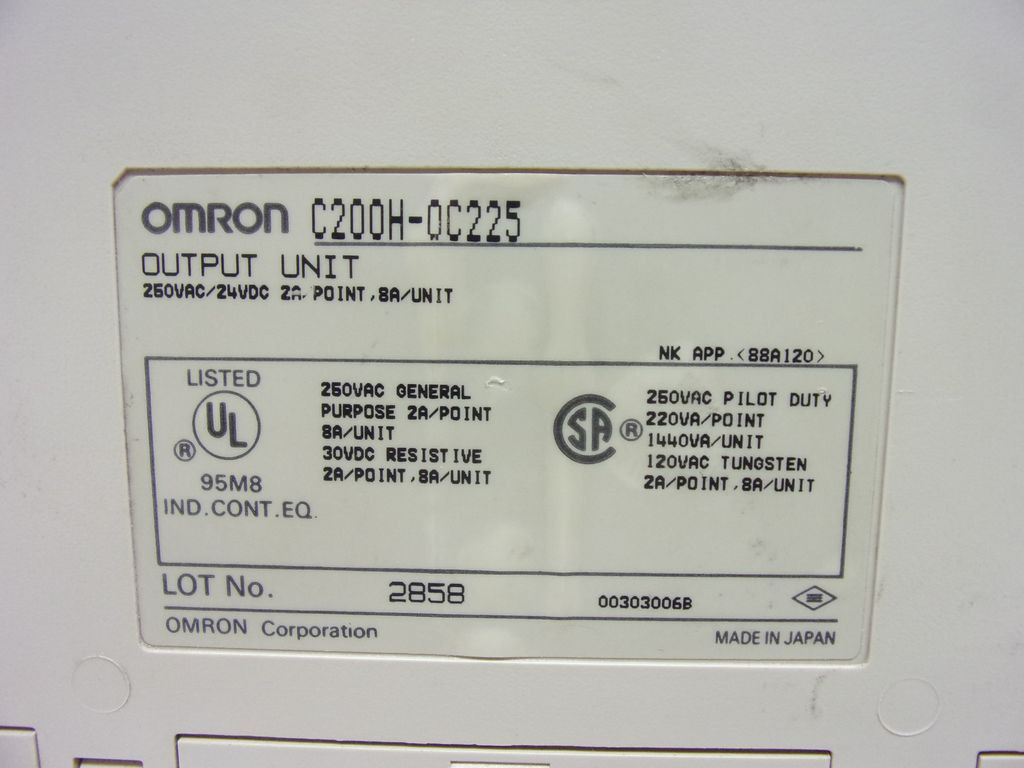 OMRON C200H-OC225
OUTPUT UNIT
250VAC/24VDC 2A/POINT,8A/UNIT
NK APP.<88A120>
LISTED
UL
®
95M8
IND.CONT.EQ.
250VAC GENERAL
PURPOSE 2A/POINT
8A/UNIT
30VDC RESISTIVE
2A/POINT,8A/UNIT
SA ®
250VAC PILOT DUTY
220VA/POINT
1440VA/UNIT
120VAC TUNGSTEN
2A/POINT,8A/UNIT
LOT No. 2858 00303006B
OMRON Corporation MADE IN JAPAN